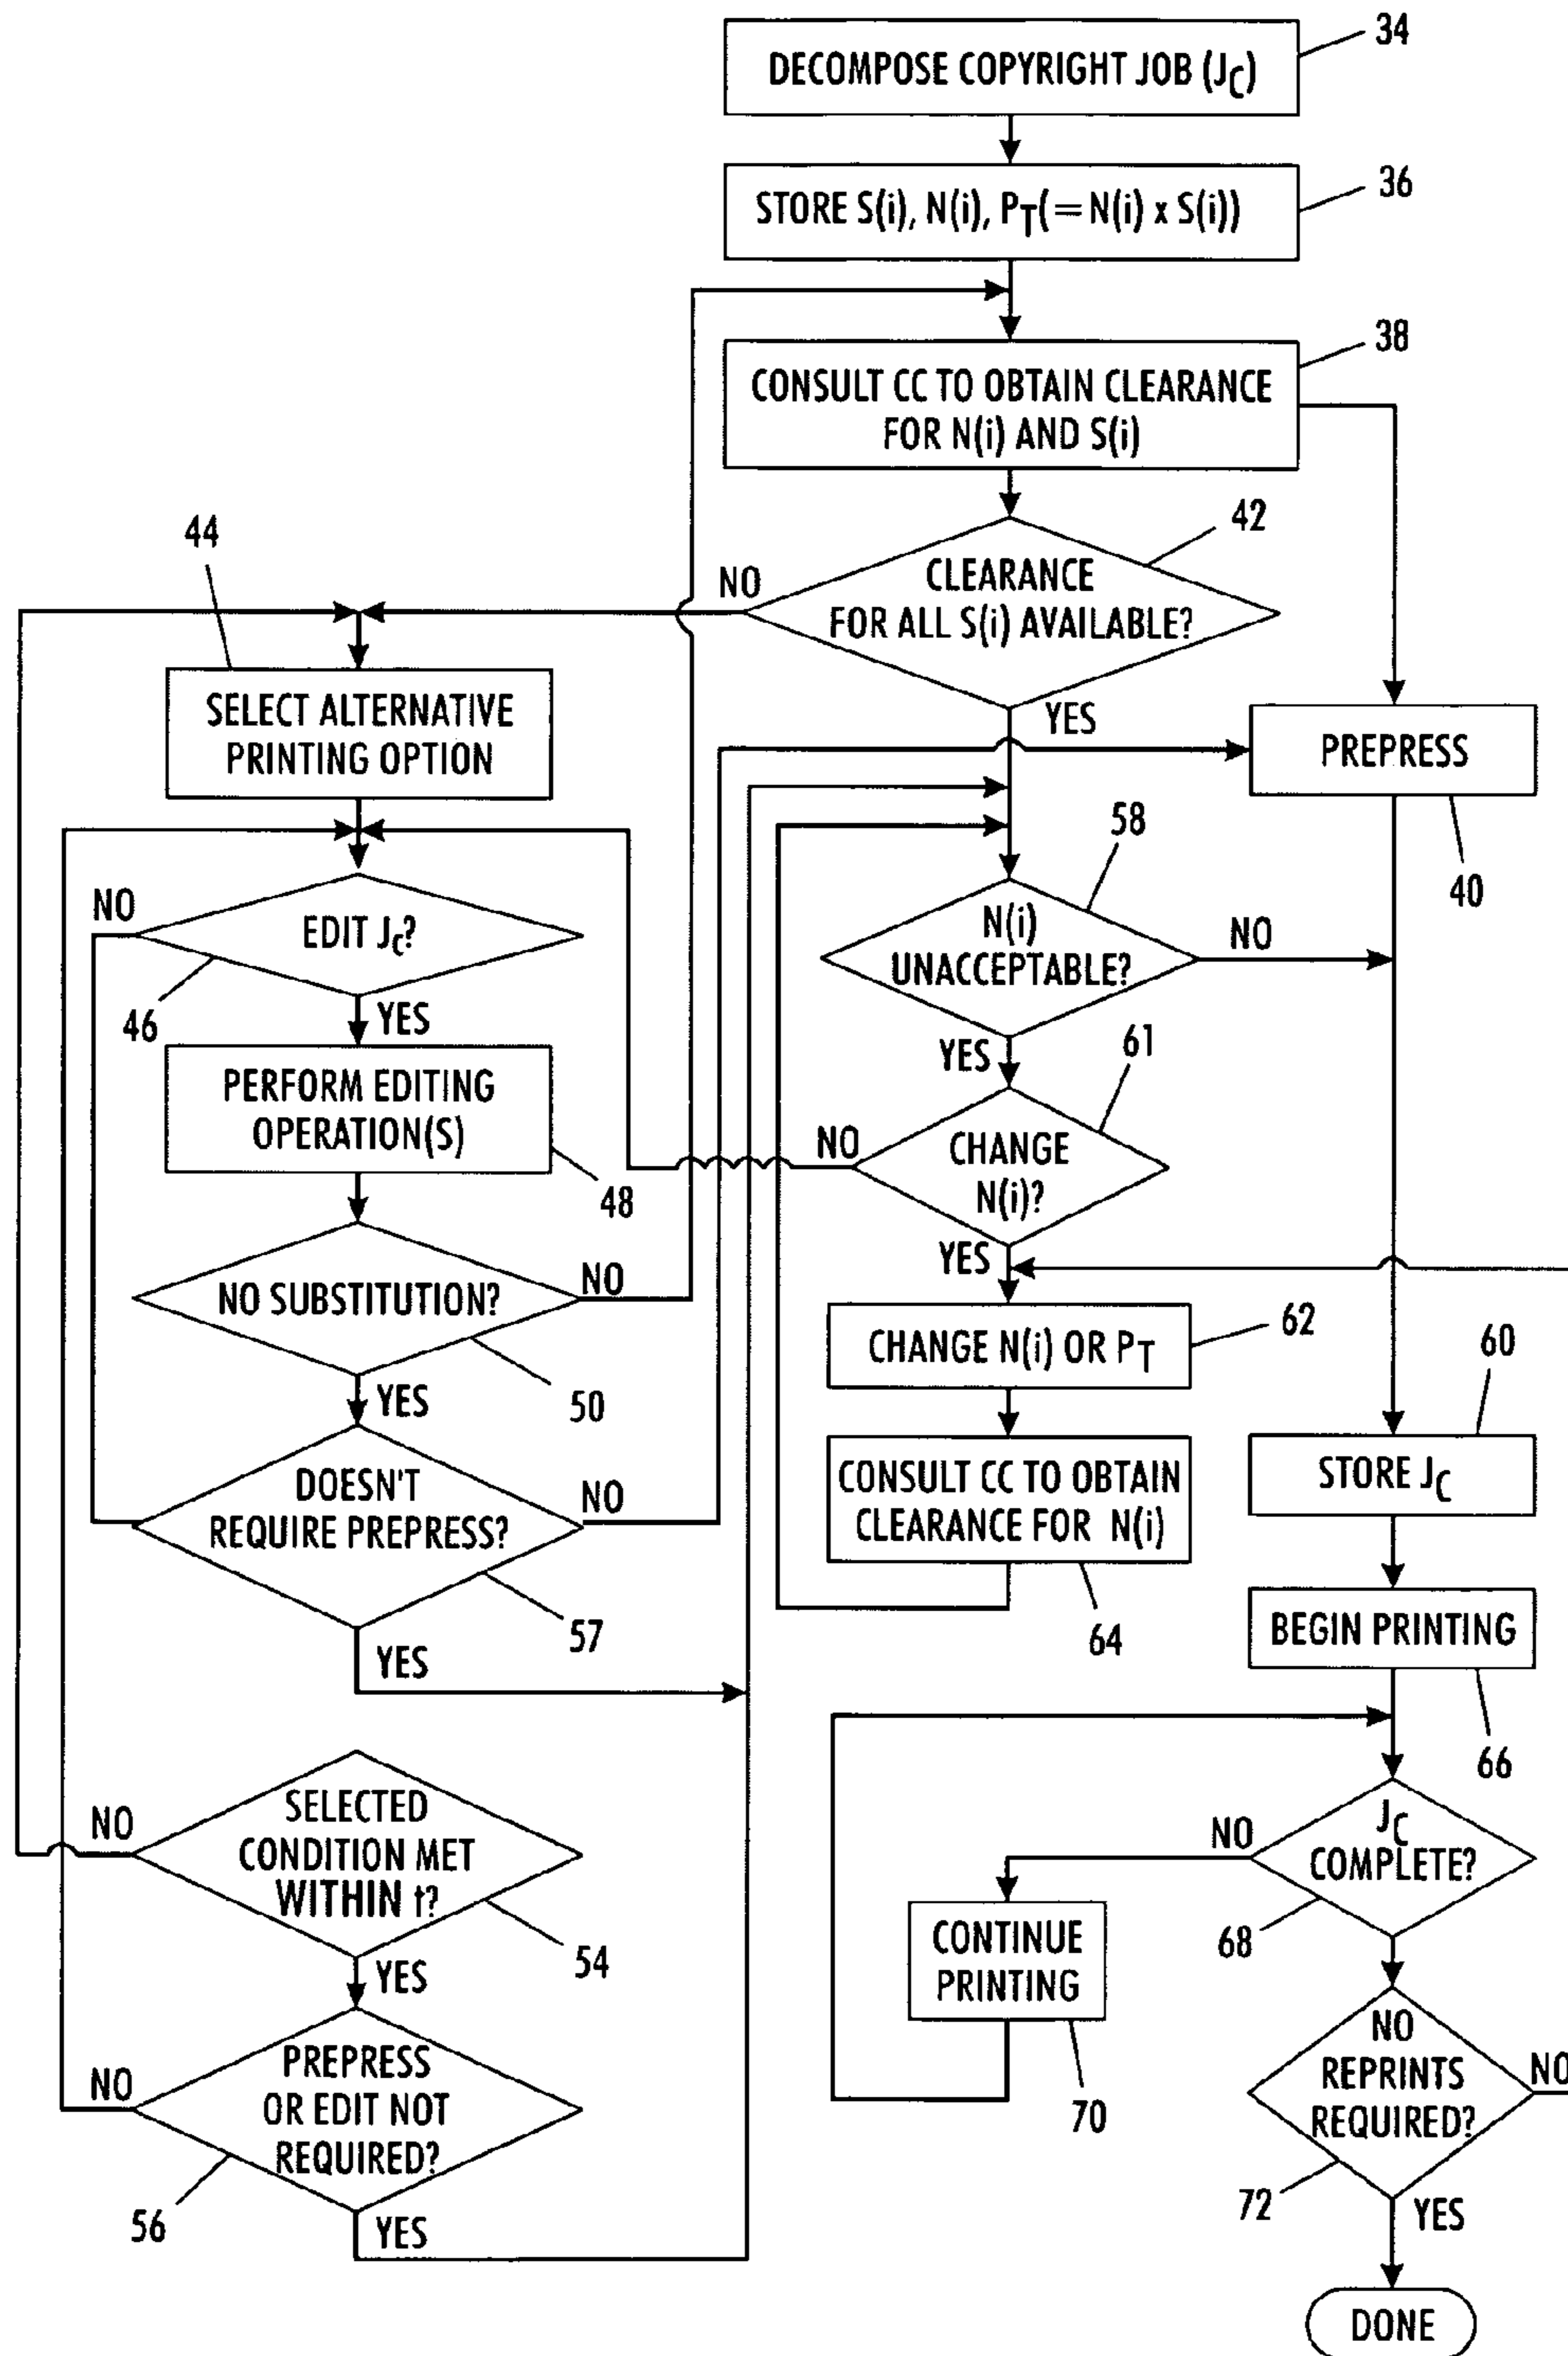 34
DECOMPOSE COPYRIGHT JOB (JC)
36
STORE S(i), N(i), PT(=N(i) x S(i))
38
CONSULT CC TO OBTAIN CLEARANCE
FOR N(i) AND S(i)
42
CLEARANCE
FOR ALL S(i) AVAILABLE?
NO
YES
44
SELECT ALTERNATIVE
PRINTING OPTION
PREPRESS
40
NO
EDIT JC?
46
YES
58
N(i)
UNACCEPTABLE?
NO
YES
PERFORM EDITING
OPERATION(S)
48
61
NO
CHANGE
N(i)?
YES
NO SUBSTITUTION?
NO
50
YES
CHANGE N(i) OR PT
62
60
STORE JC
DOESN'T
REQUIRE PREPRESS?
NO
57
YES
CONSULT CC TO OBTAIN
CLEARANCE FOR N(i)
64
BEGIN PRINTING
66
NO
SELECTED
CONDITION MET
WITHIN t?
54
YES
NO
JC
COMPLETE?
68
CONTINUE
PRINTING
70
NO
PREPRESS
OR EDIT NOT
REQUIRED?
56
YES
NO
REPRINTS
REQUIRED?
NO
72
YES
DONE